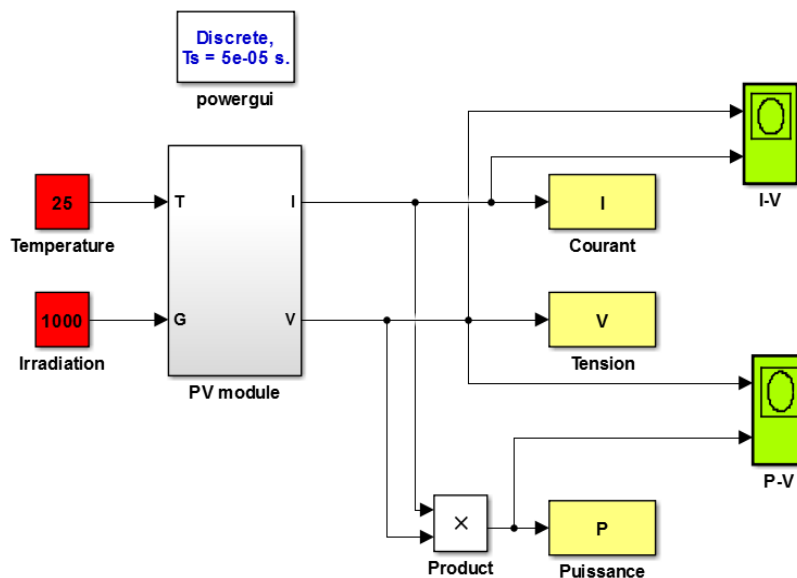 Discrete,
Ts = 5e-05 s.
powergui
25
Temperature
T
I
I
Courant
I-V
1000
Irradiation
G
V
PV module
V
Tension
P-V
×
Product
P
Puissance